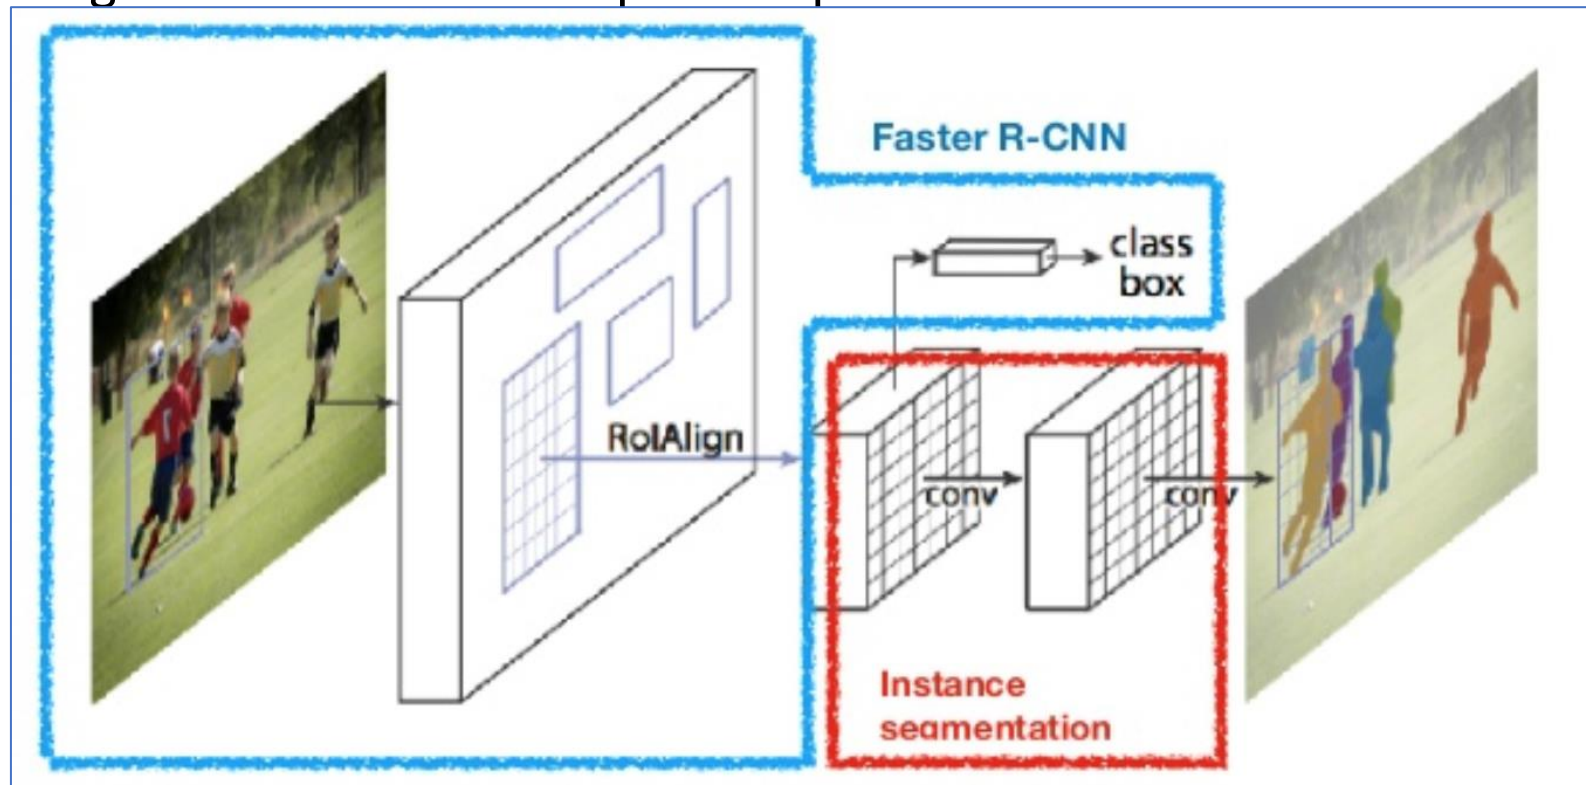 Faster R-CNN
class
box
RoIAlign
conv
conv
Instance
segmentation